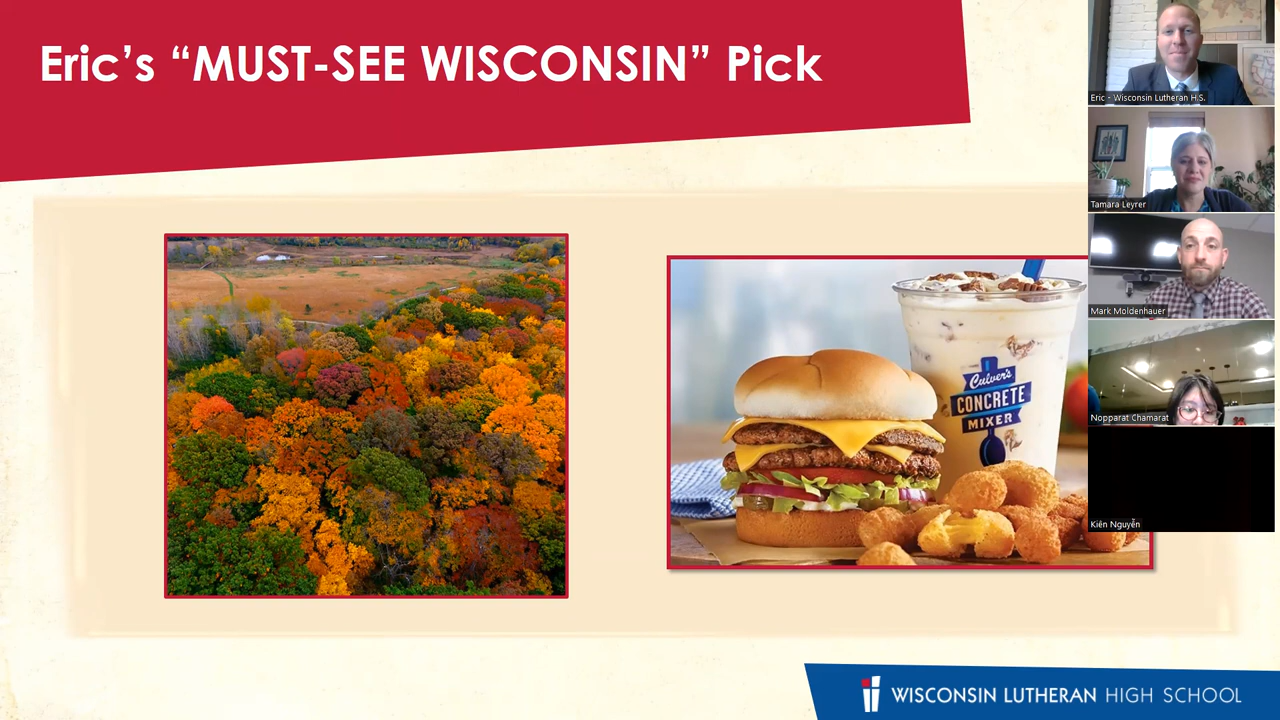 Eric’s “MUST-SEE WISCONSIN” Pick
Eric - Wisconsin Lutheran H.S.
Tamara Leyrer
Mark Moldenhauer
Nopparat Chamarat
Kiên Nguyễn
Culver's
CONCRETE
MIXER
WISCONSIN LUTHERAN HIGH SCHOOL